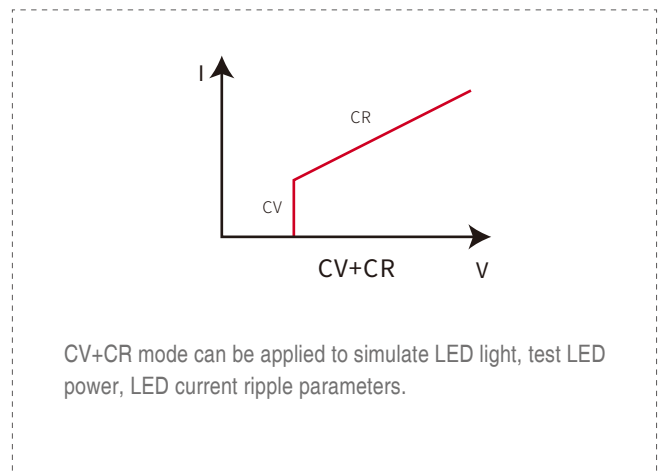 I
CR
CV
CV+CR
V
CV+CR mode can be applied to simulate LED light, test LED
power, LED current ripple parameters.